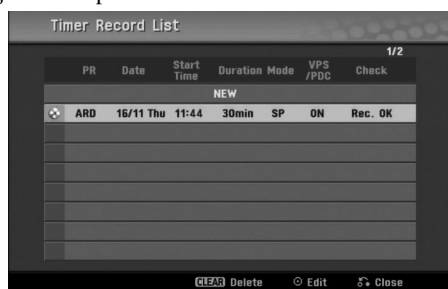 Timer Record List
1/2
PR Date Start Time Duration Mode VPS /PDC Check
NEW
ARD 16/11 Thu 11:44 30min SP ON Rec. OK
CLEAR Delete Edit Close